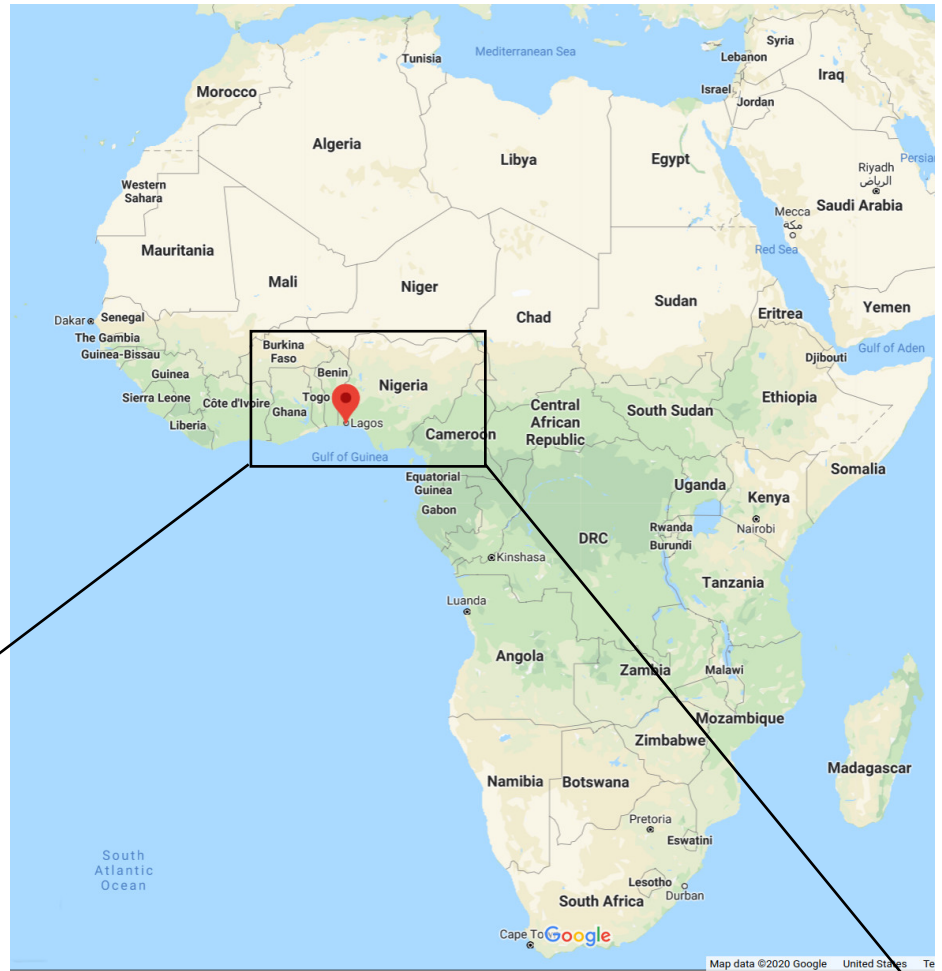 Syria
Mediterranean Sea
Tunisia
Lebanon
Iraq
Morocco
Israel
Jordan
Algeria
Libya
Egypt
Riyadh
الرياض
Persia
Western
Sahara
Saudi Arabia
Mecca
مكة
Mauritania
Red Sea
Mali
Niger
Sudan
Yemen
Chad
Eritrea
Dakar
Senegal
The Gambia
Guinea-Bissau
Burkina
Faso
Gulf of Aden
Djibouti
Guinea
Benin
Nigeria
Sierra Leone
Côte d'Ivoire
Togo
Ghana
Lagos
Liberia
Central
African
Republic
South Sudan
Ethiopia
Cameroon
Gulf of Guinea
Somalia
Equatorial
Guinea
Gabon
Uganda
Kenya
Nairobi
Rwanda
Burundi
DRC
Kinshasa
Tanzania
Luanda
Angola
Zambia
Malawi
Mozambique
Zimbabwe
Madagascar
Namibia
Botswana
Pretoria
Eswatini
South
Atlantic
Ocean
Lesotho
Durban
South Africa
Cape To
Google
Map data ©2020 Google United States Te